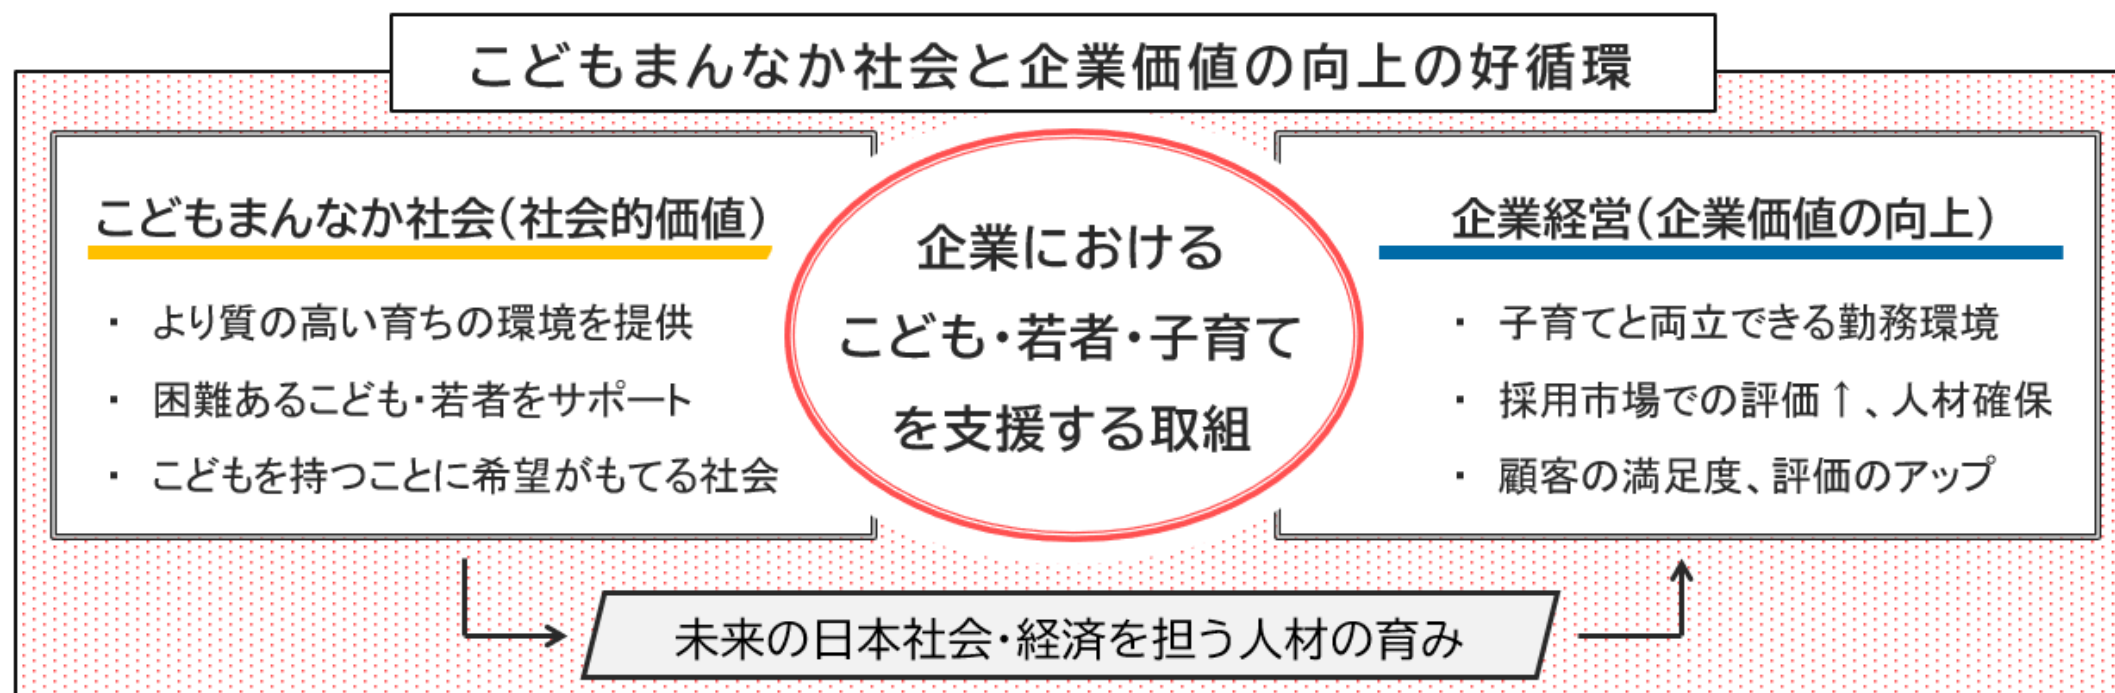 こどもまんなか社会と企業価値の向上の好循環
こどもまんなか社会(社会的価値)
・ より質の高い育ちの環境を提供
・ 困難あるこども・若者をサポート
・ こどもを持つことに希望がもてる社会
企業における
こども・若者・子育て
を支援する取組
企業経営(企業価値の向上)
・ 子育てと両立できる勤務環境
・ 採用市場での評価↑、人材確保
・ 顧客の満足度、評価のアップ
未来の日本社会・経済を担う人材の育み